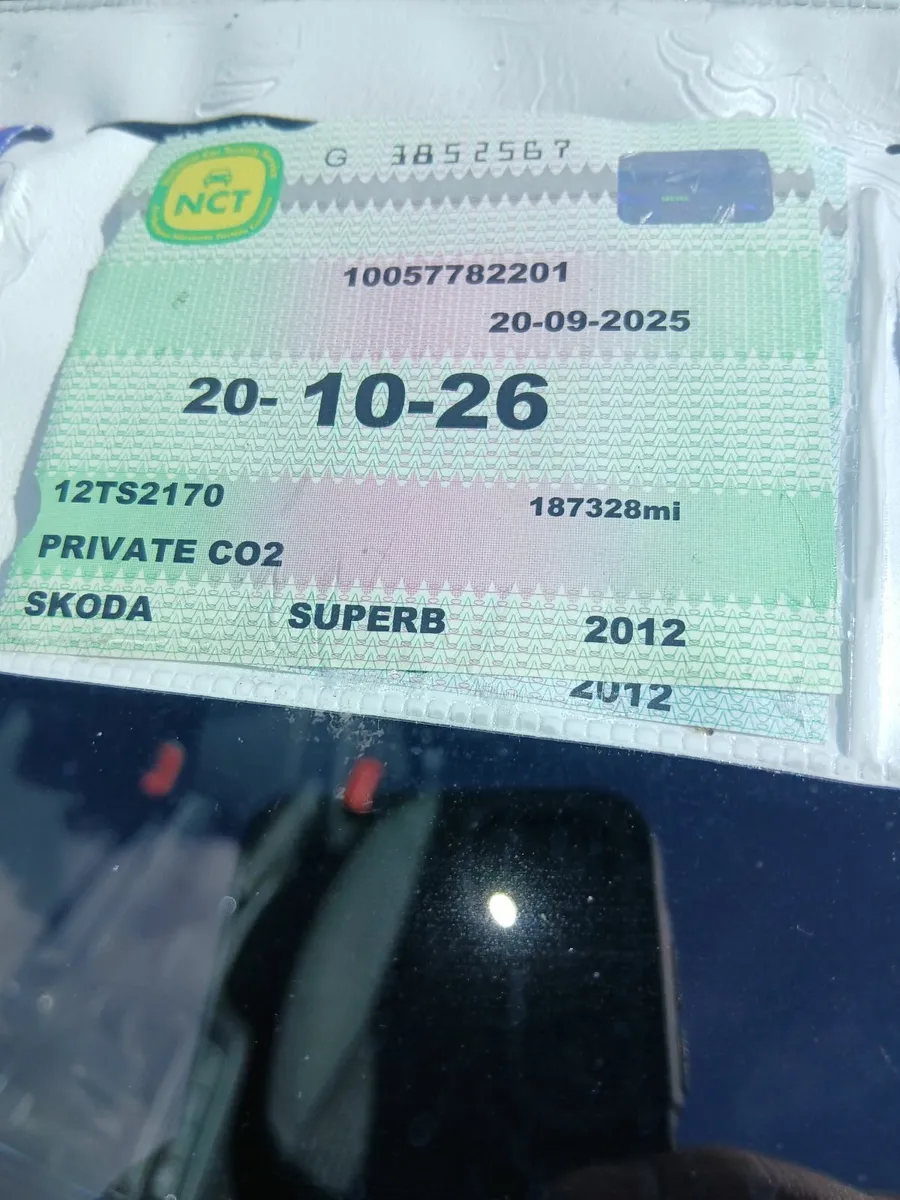 G 3852567
NCT
10057782201
20-09-2025
20- 10-26
12TS2170 187328mi
PRIVATE CO2
SKODA SUPERB 2012
2012